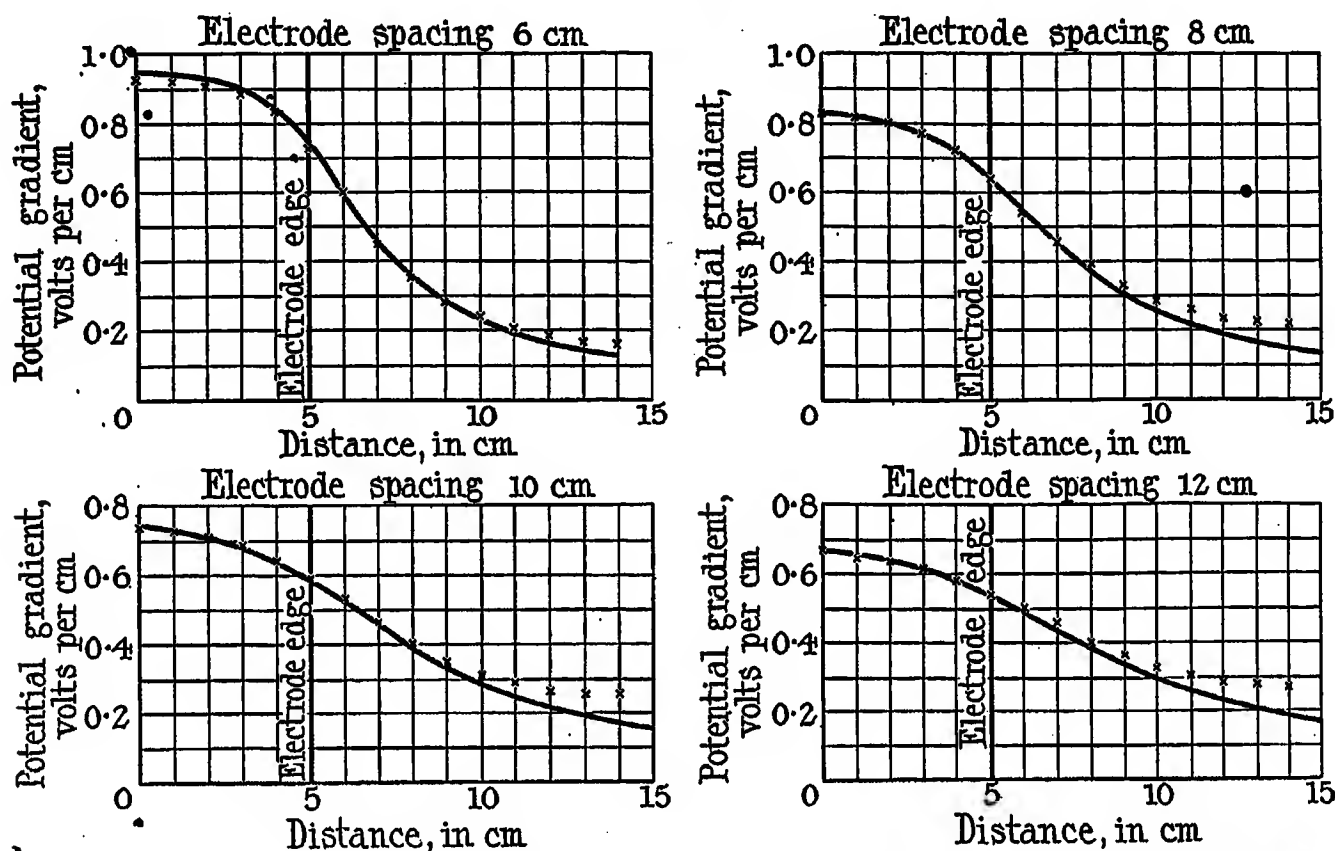 Electrode spacing 6 cm
Potential gradient,
volts per cm
1·0
0·8
0·6
0·4
0·2
0
Electrode edge
5
10
15
Distance, in cm
Electrode spacing 8 cm
Potential gradient,
volts per cm
1·0
0·8
0·6
0·4
0·2
0
Electrode edge
5
10
15
Distance, in cm
Electrode spacing 10 cm
Potential gradient,
volts per cm
0·8
0·6
0·4
0·2
0
Electrode edge
5
10
15
Distance, in cm
Electrode spacing 12 cm
Potential gradient,
volts per cm
0·8
0·6
0·4
0·2
0
Electrode edge
5
10
15
Distance, in cm